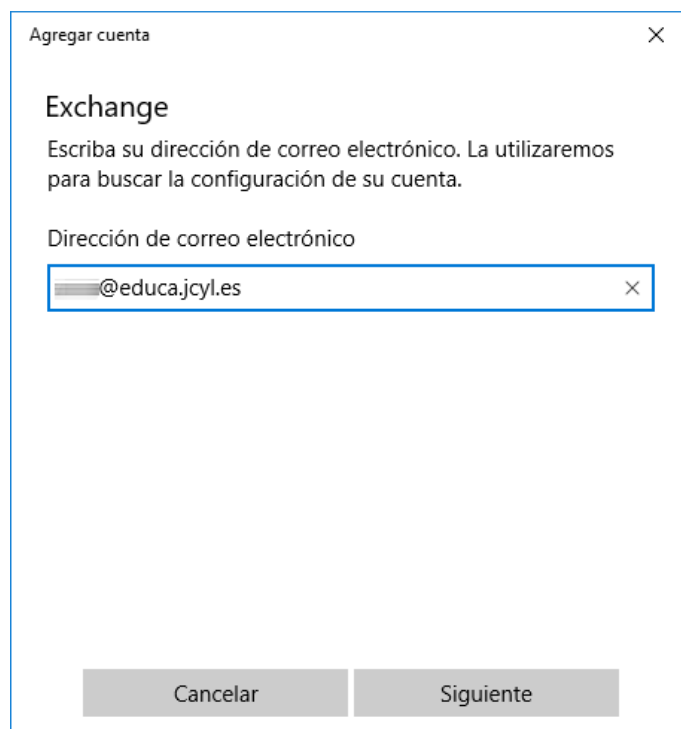 Agregar cuenta
Exchange
Escriba su dirección de correo electrónico. La utilizaremos
para buscar la configuración de su cuenta.
Dirección de correo electrónico
@educa.jcyl.es
Cancelar Siguiente